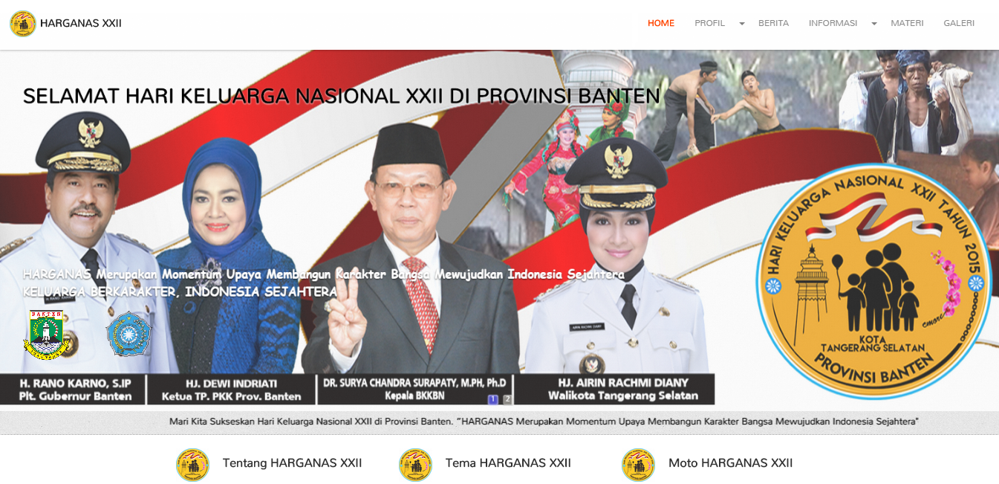 HARGANAS XXII
HOME PROFIL BERITA INFORMASI MATERI GALERI
SELAMAT HARI KELUARGA NASIONAL XXII DI PROVINSI BANTEN
HARGANAS Merupakan Momentum Upaya Membangun Karakter Bangsa Mewujudkan Indonesia Sejahtera
KELUARGA BERKARAKTER, INDONESIA SEJAHTERA
BANTEN
AIRIN RACHMI DIANY
HARI KELUARGA NASIONAL XXII TAHUN 2015
cmore
KOTA
TANGERANG SELATAN
PROVINSI BANTEN
H. RANO KARNO, S.IP
Plt. Gubernur Banten
HJ. DEWI INDRIATI
Ketua TP. PKK Prov. Banten
DR. SURYA CHANDRA SURAPATY, M.PH, Ph.D
Kepala BKKBN
HJ. AIRIN RACHMI DIANY
Walikota Tangerang Selatan
1 2
Mari Kita Sukseskan Hari Keluarga Nasional XXII di Provinsi Banten. "HARGANAS Merupakan Momentum Upaya Membangun Karakter Bangsa Mewujudkan Indonesia Sejahtera"
Tentang HARGANAS XXII
Tema HARGANAS XXII
Moto HARGANAS XXII